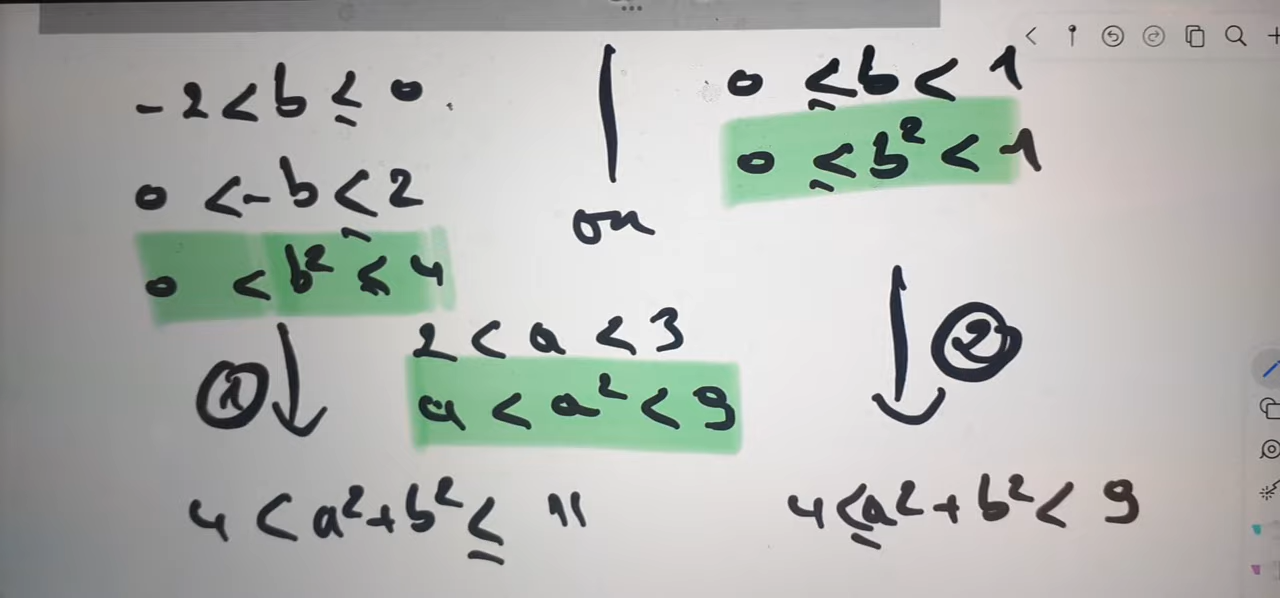 -2 < b ≤ 0.
0 < -b ≤ 2
0 < b² ≤ 4
ou
0 ≤ b < 1
0 ≤ b² < 1
2 < a < 3
a < a² < 9
①
②
4 < a²+b² ≤ 11
4 ≤ a²+b² < 9